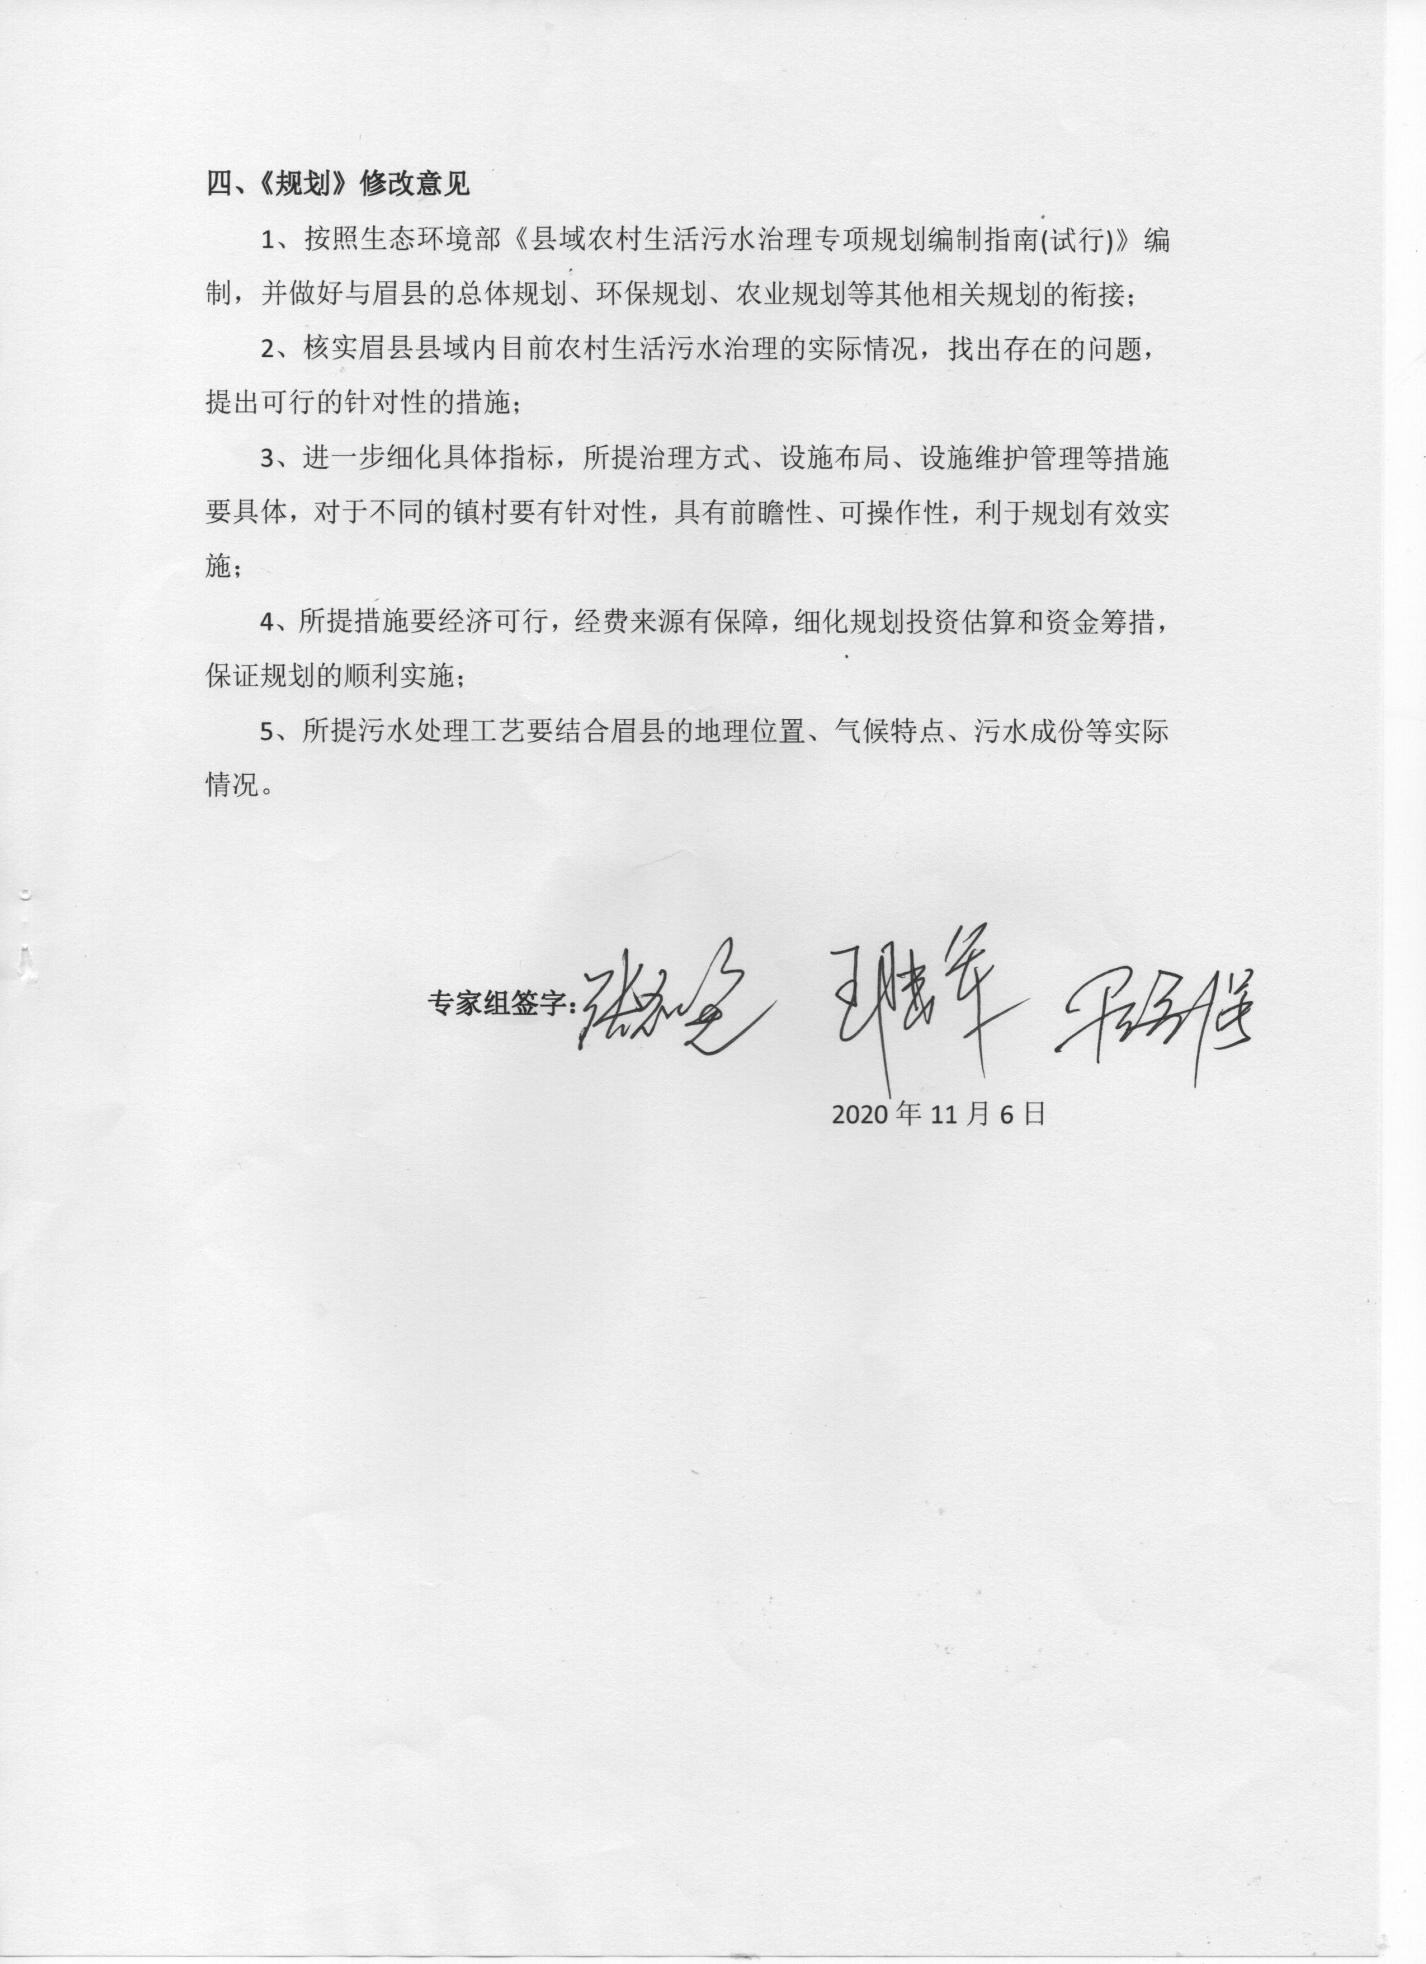 四、《规划》修改意见
1、按照生态环境部《县域农村生活污水治理专项规划编制指南(试行)》编
制，并做好与眉县的总体规划、环保规划、农业规划等其他相关规划的衔接；
2、核实眉县县域内目前农村生活污水治理的实际情况，找出存在的问题，
提出可行的针对性的措施；
3、进一步细化具体指标，所提治理方式、设施布局、设施维护管理等措施
要具体，对于不同的镇村要有针对性，具有前瞻性、可操作性，利于规划有效实
施；
4、所提措施要经济可行，经费来源有保障，细化规划投资估算和资金筹措，
保证规划的顺利实施；
5、所提污水处理工艺要结合眉县的地理位置、气候特点、污水成份等实际
情况。
专家组签字：
2020 年 11 月 6 日